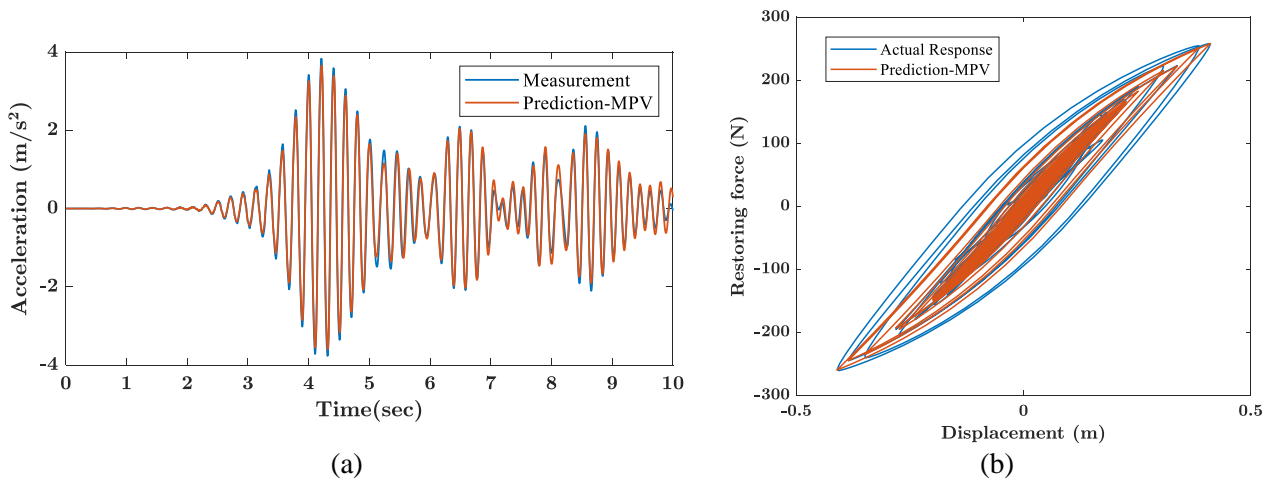 4
2
0
-2
-4
Acceleration (m/s²)
Measurement
Prediction-MPV
0 1 2 3 4 5 6 7 8 9 10
Time(sec)
(a)
300
200
100
0
-100
-200
-300
Restoring force (N)
Actual Response
Prediction-MPV
-0.5 0 0.5
Displacement (m)
(b)